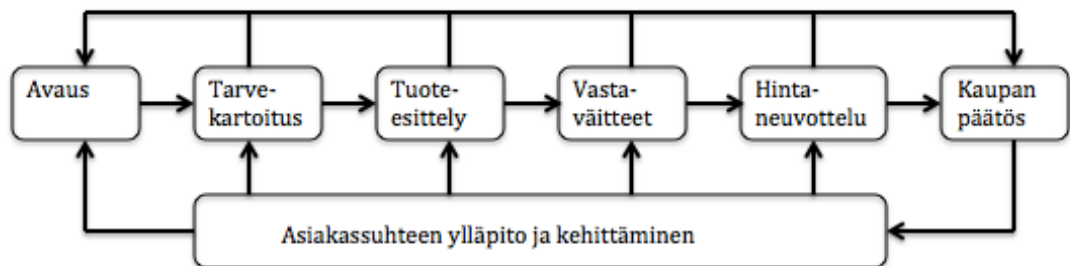 Avaus
Tarve-
kartoitus
Tuote-
esittely
Vasta-
väitteet
Hinta-
neuvottelu
Kaupan
päätös
Asiakassuhteen ylläpito ja kehittäminen